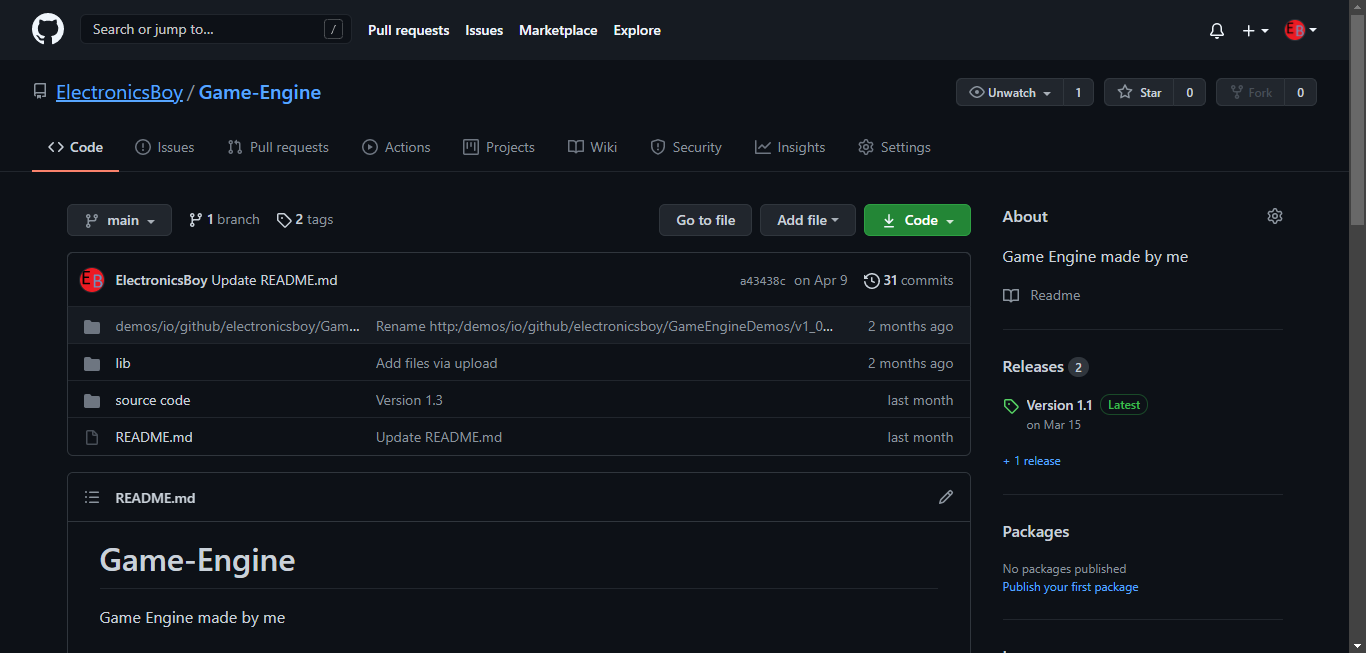 Search or jump to... /
Pull requests Issues Marketplace Explore
EB
ElectronicsBoy / Game-Engine
Unwatch 1 Star 0 Fork 0
Code Issues Pull requests Actions Projects Wiki Security Insights Settings
main 1 branch 2 tags Go to file Add file Code
EB ElectronicsBoy Update README.md a43438c on Apr 9 31 commits
demos/io/github/electronicsboy/Gam... Rename http:/demos/io/github/electronicsboy/GameEngineDemos/v1_0... 2 months ago
lib Add files via upload 2 months ago
source code Version 1.3 last month
README.md Update README.md last month
README.md
Game-Engine
Game Engine made by me
About
Game Engine made by me
Readme
Releases 2
Version 1.1 Latest
on Mar 15
+ 1 release
Packages
No packages published
Publish your first package